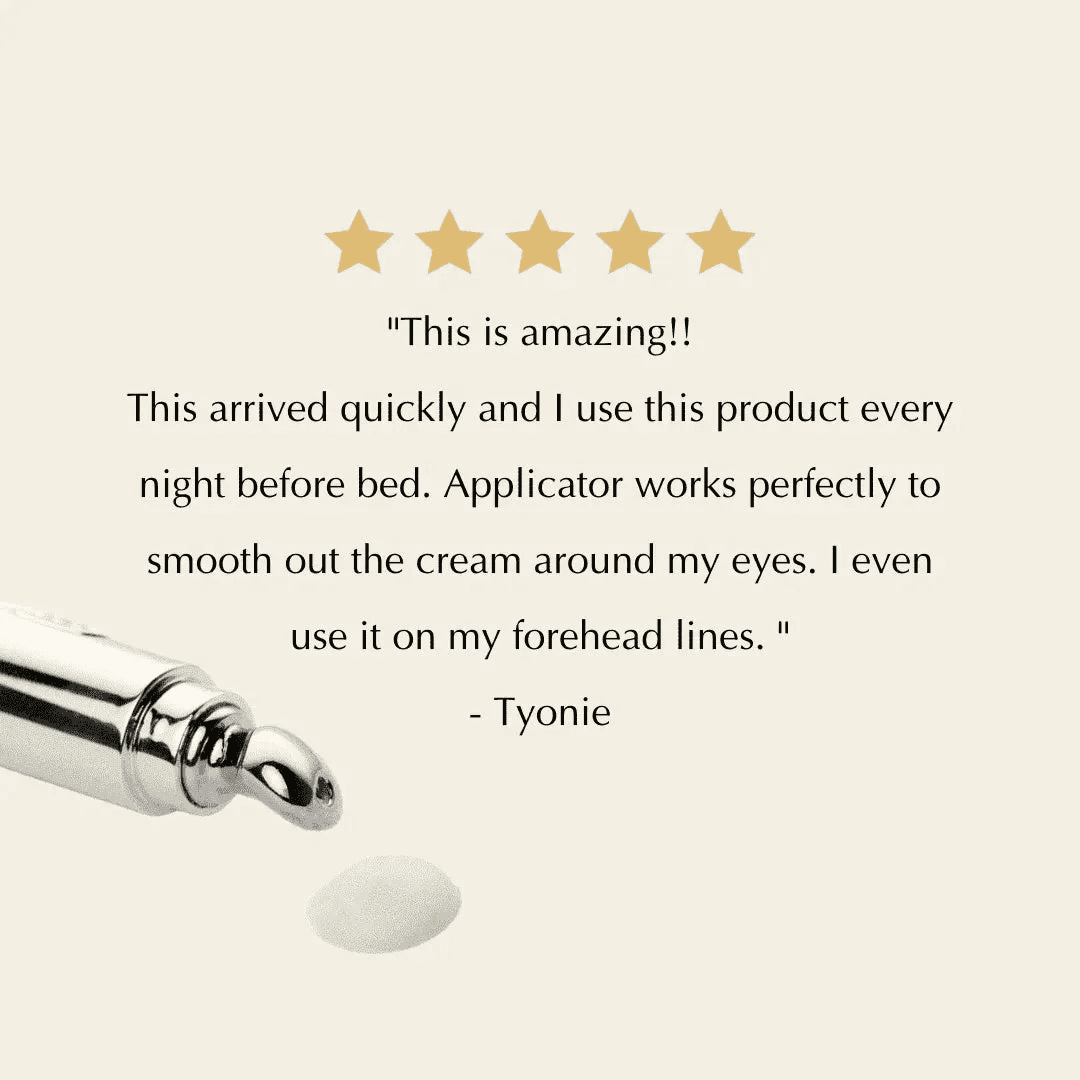 "This is amazing!!
This arrived quickly and I use this product every
night before bed. Applicator works perfectly to
smooth out the cream around my eyes. I even
use it on my forehead lines. "
- Tyonie